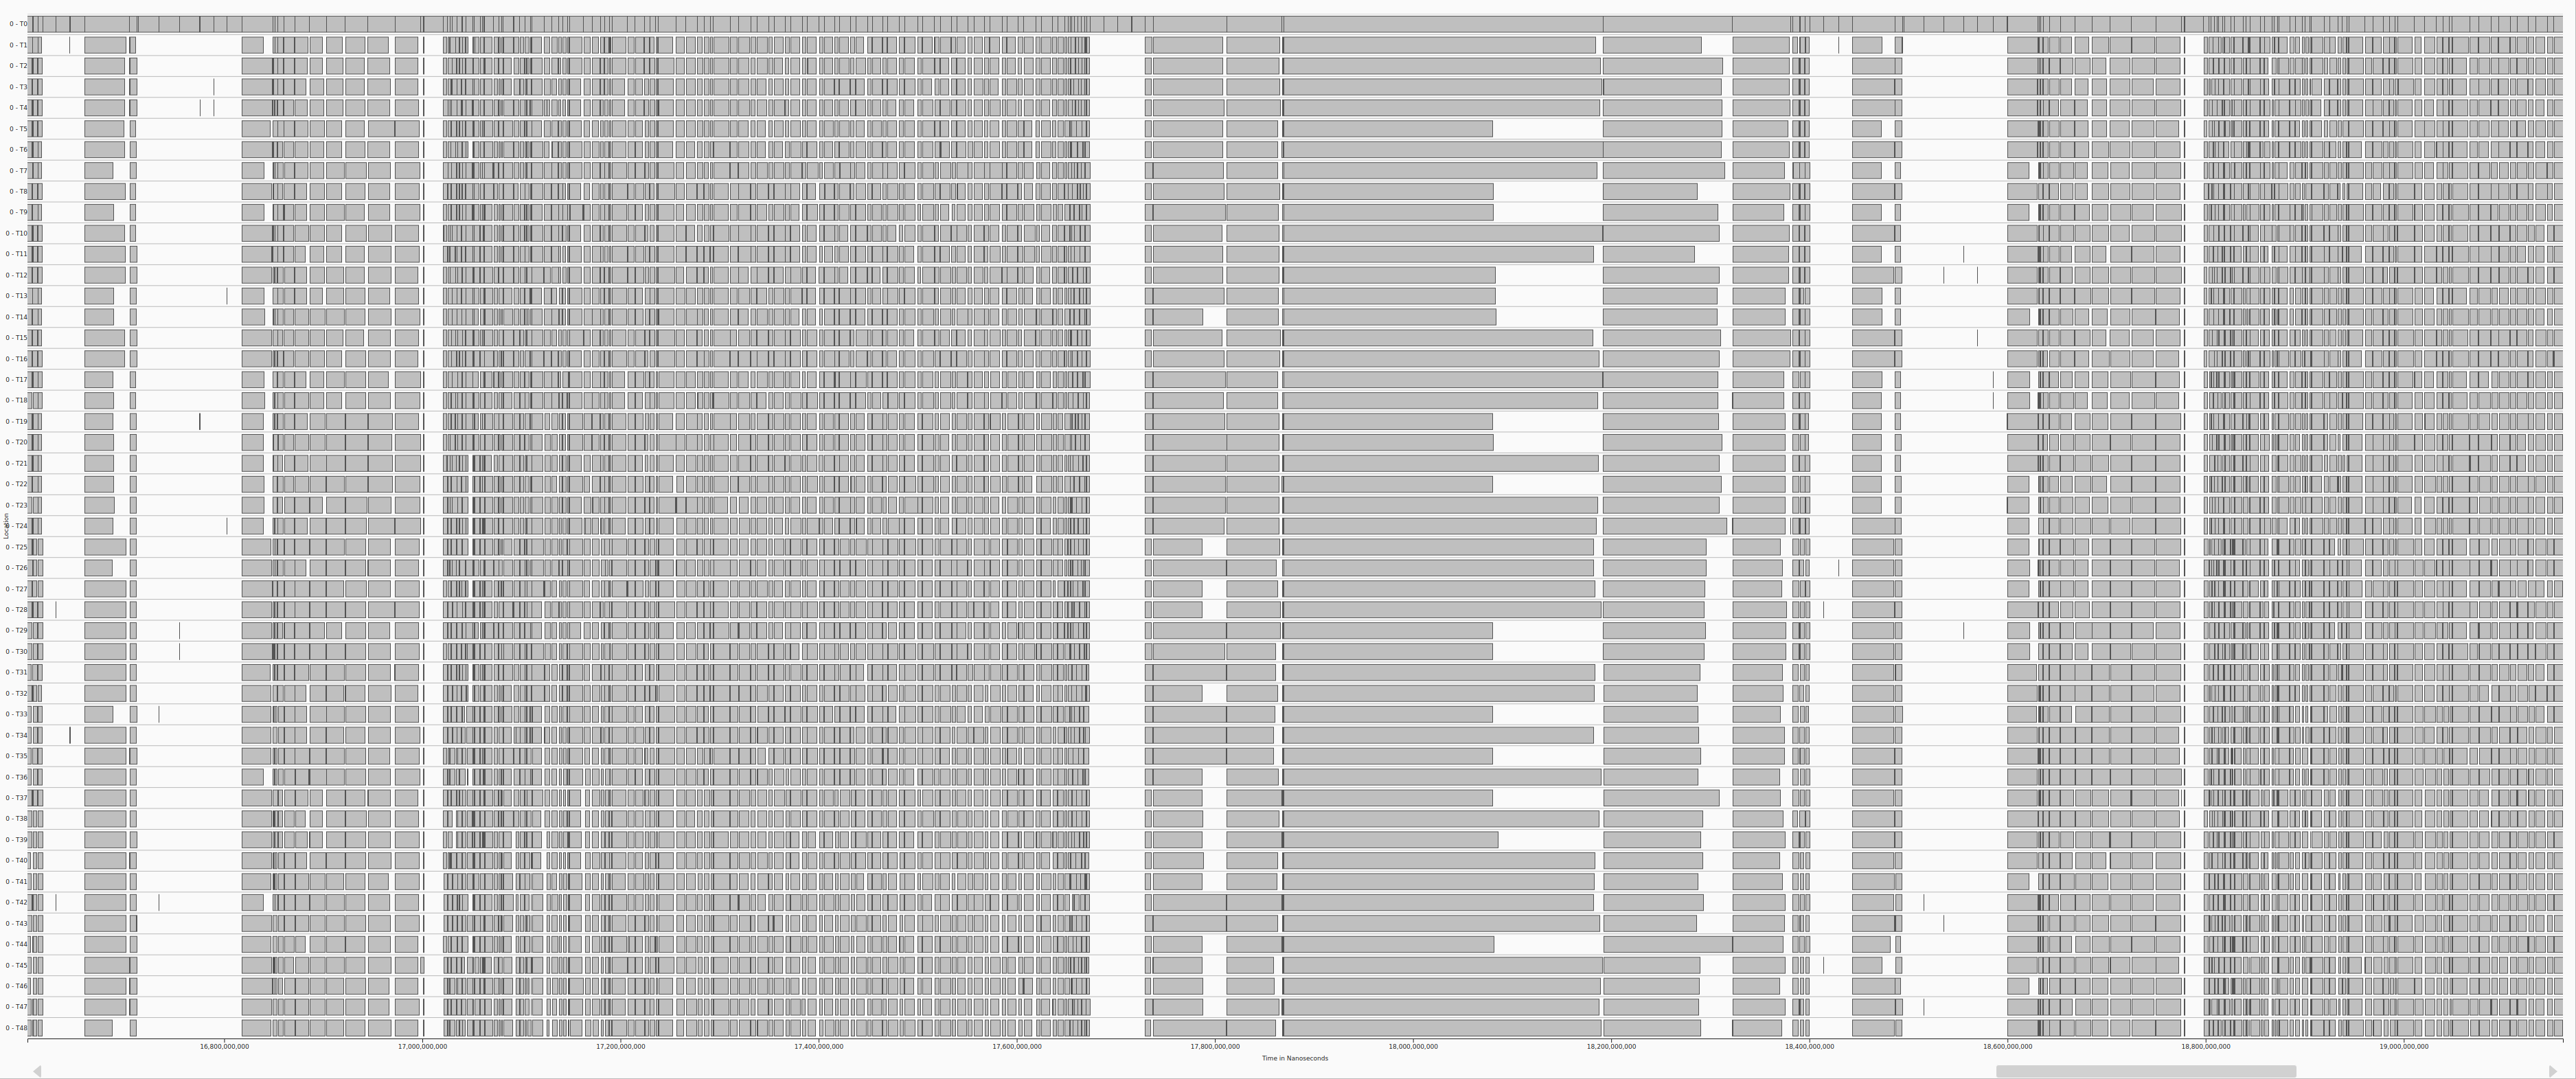 0 - T0
0 - T1
0 - T2
0 - T3
0 - T4
0 - T5
0 - T6
0 - T7
0 - T8
0 - T9
0 - T10
0 - T11
0 - T12
0 - T13
0 - T14
0 - T15
0 - T16
0 - T17
0 - T18
0 - T19
0 - T20
0 - T21
0 - T22
0 - T23
Location
0 - T24
0 - T25
0 - T26
0 - T27
0 - T28
0 - T29
0 - T30
0 - T31
0 - T32
0 - T33
0 - T34
0 - T35
0 - T36
0 - T37
0 - T38
0 - T39
0 - T40
0 - T41
0 - T42
0 - T43
0 - T44
0 - T45
0 - T46
0 - T47
0 - T48
16,800,000,000 17,000,000,000 17,200,000,000 17,400,000,000 17,600,000,000 17,800,000,000 18,000,000,000 18,200,000,000 18,400,000,000 18,600,000,000 18,800,000,000 19,000,000,000
Time in Nanoseconds